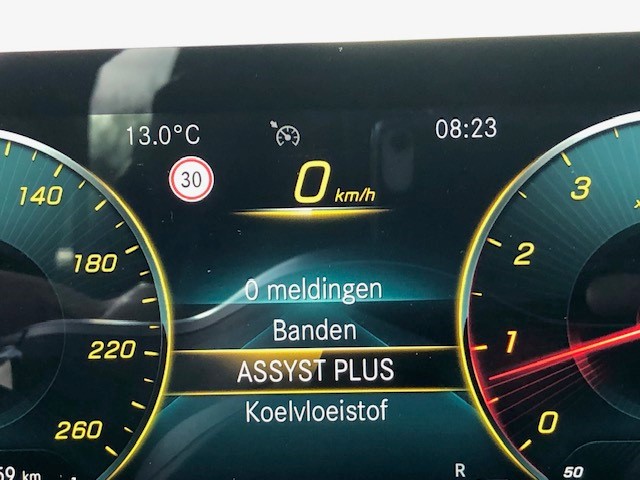 13.0°C
08:23
30
0 km/h
140
180
220
260
3
2
1
0
0 meldingen
Banden
ASSYST PLUS
Koelvloeistof
km
R
50